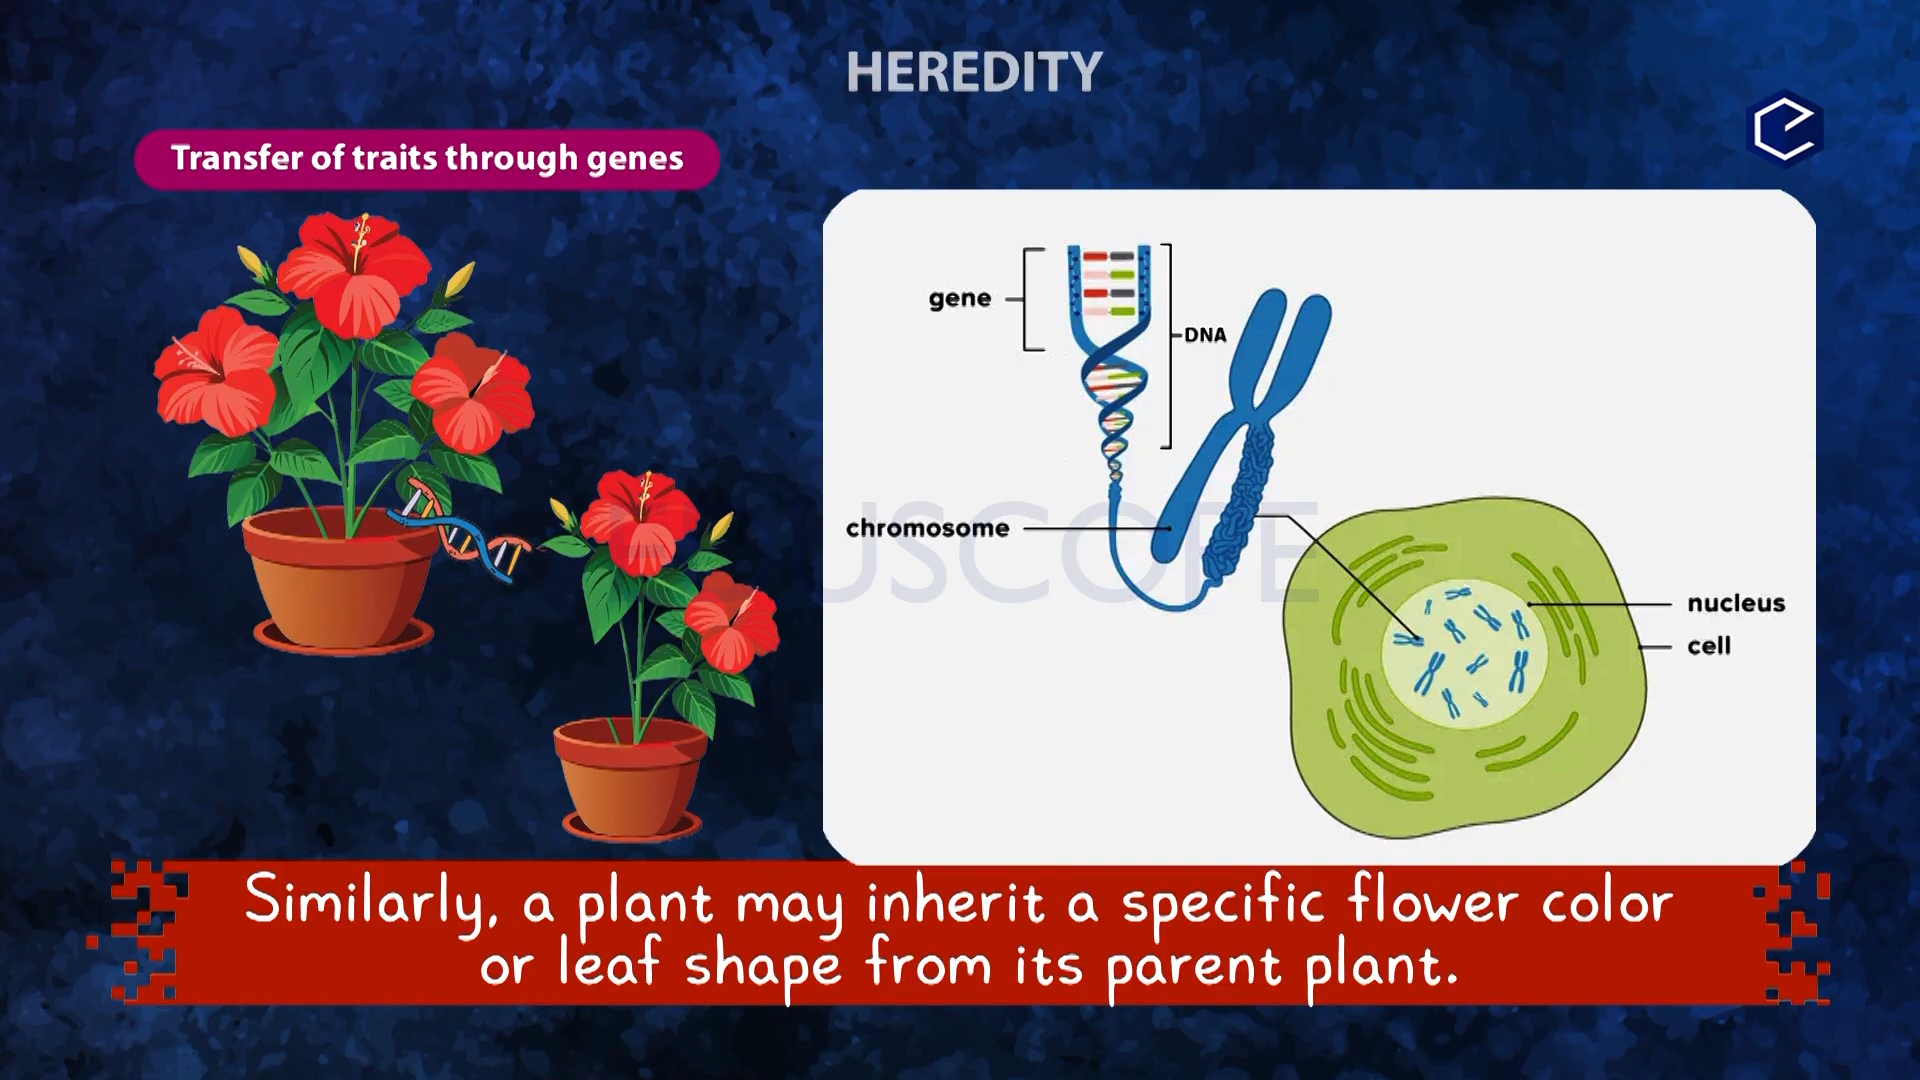 HEREDITY
Transfer of traits through genes
gene
DNA
chromosome
nucleus
cell
Similarly, a plant may inherit a specific flower color
or leaf shape from its parent plant.